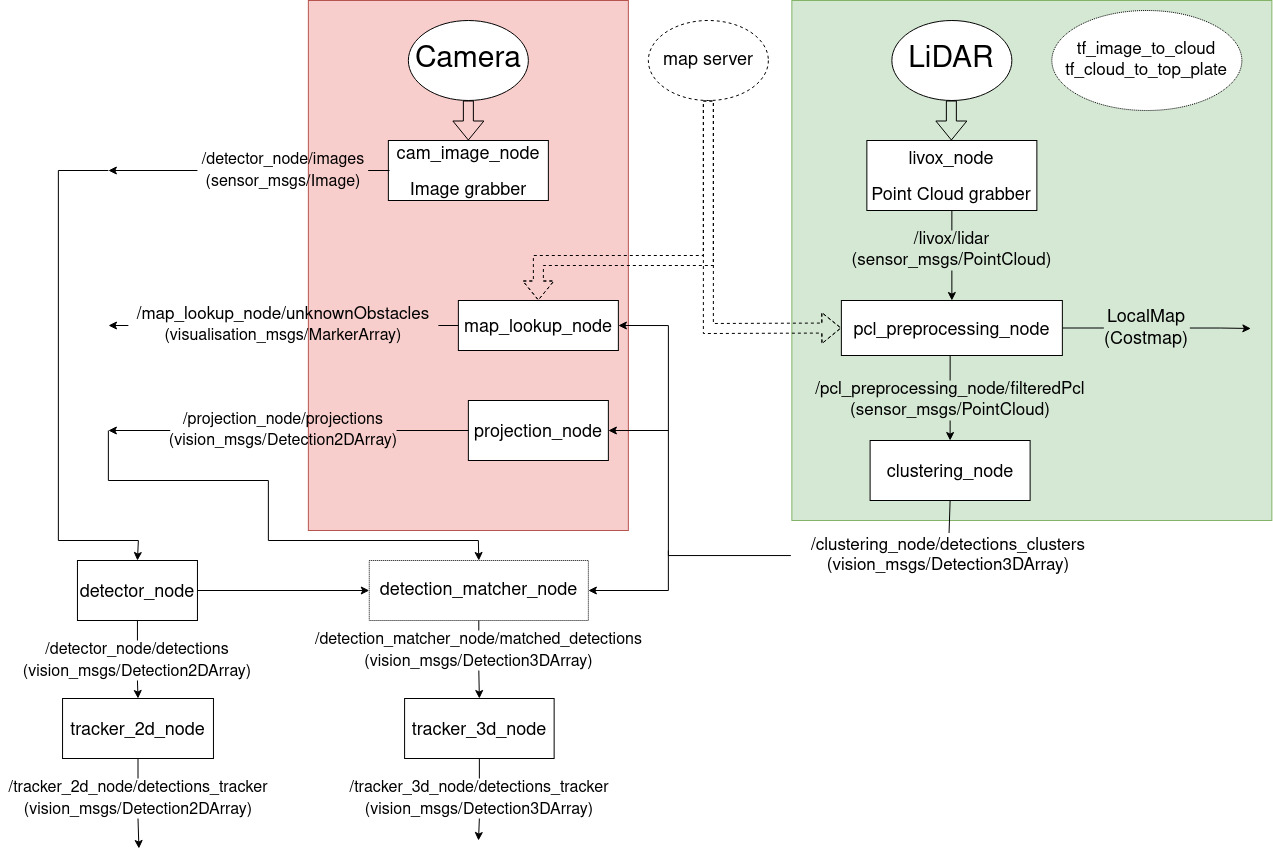 Camera
map server
LiDAR
tf_image_to_cloud
tf_cloud_to_top_plate
/detector_node/images
(sensor_msgs/Image)
cam_image_node
Image grabber
livox_node
Point Cloud grabber
/livox/lidar
(sensor_msgs/PointCloud)
/map_lookup_node/unknownObstacles
(visualisation_msgs/MarkerArray)
map_lookup_node
pcl_preprocessing_node
LocalMap
(Costmap)
/pcl_preprocessing_node/filteredPcl
(sensor_msgs/PointCloud)
/projection_node/projections
(vision_msgs/Detection2DArray)
projection_node
clustering_node
/clustering_node/detections_clusters
(vision_msgs/Detection3DArray)
detector_node
detection_matcher_node
/detector_node/detections
(vision_msgs/Detection2DArray)
/detection_matcher_node/matched_detections
(vision_msgs/Detection3DArray)
tracker_2d_node
tracker_3d_node
/tracker_2d_node/detections_tracker
(vision_msgs/Detection2DArray)
/tracker_3d_node/detections_tracker
(vision_msgs/Detection3DArray)